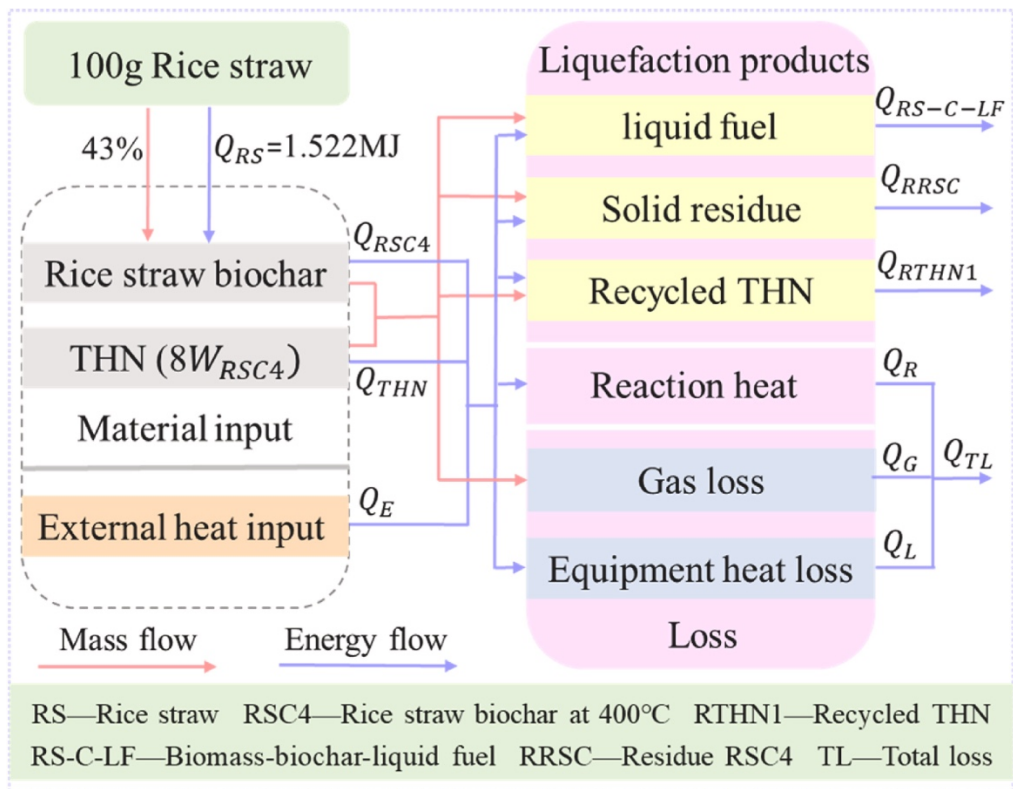 100g Rice straw
43%
Q_RS=1.522MJ
Rice straw biochar
THN (8W_RSC4)
Material input
External heat input
Q_RSC4
Q_THN
Q_E
Liquefaction products
liquid fuel
Solid residue
Recycled THN
Reaction heat
Gas loss
Equipment heat loss
Loss
Q_RS−C−LF
Q_RRSC
Q_RTHN1
Q_R
Q_G
Q_TL
Q_L
Mass flow
Energy flow
RS—Rice straw RSC4—Rice straw biochar at 400℃ RTHN1—Recycled THN
RS-C-LF—Biomass-biochar-liquid fuel RRSC—Residue RSC4 TL—Total loss